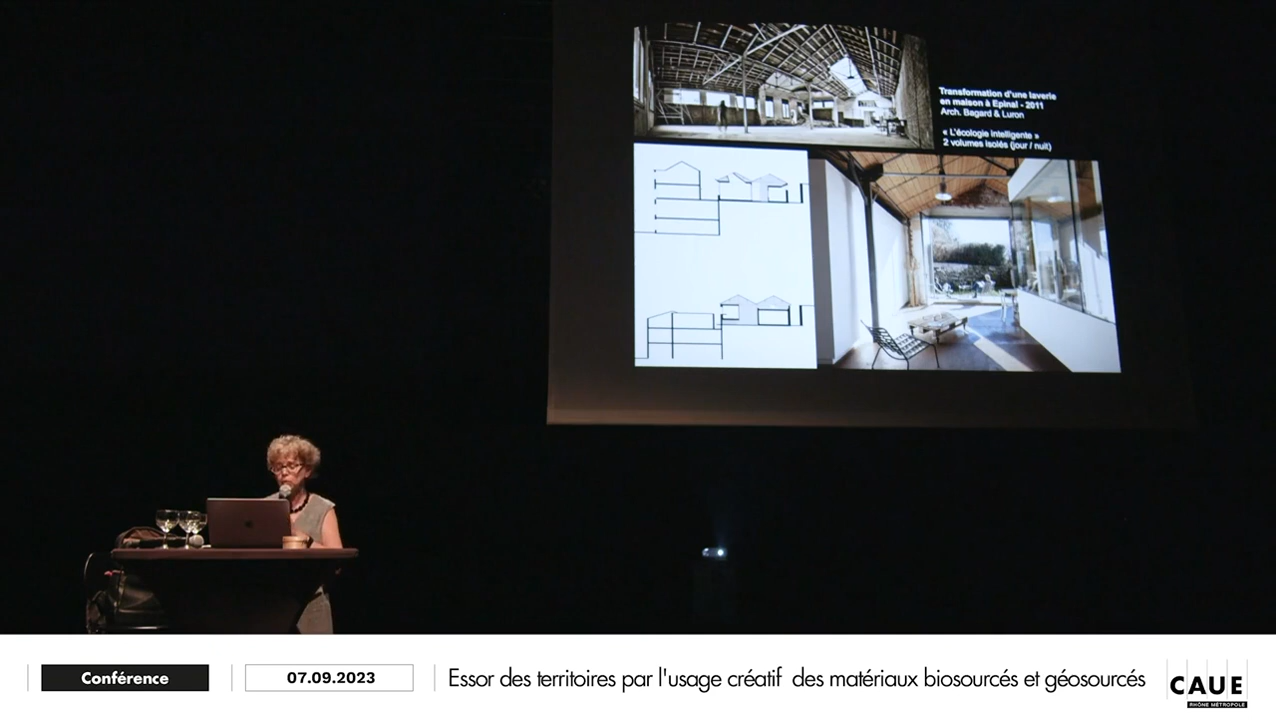 Transformation d'une laverie
en maison à Epinal - 2011
Arch. Bagard & Luron
« L'écologie intelligente »
2 volumes isolés (jour / nuit)
Conférence
07.09.2023
Essor des territoires par l'usage créatif des matériaux biosourcés et géosourcés
CAUE
RHÔNE MÉTROPOLE